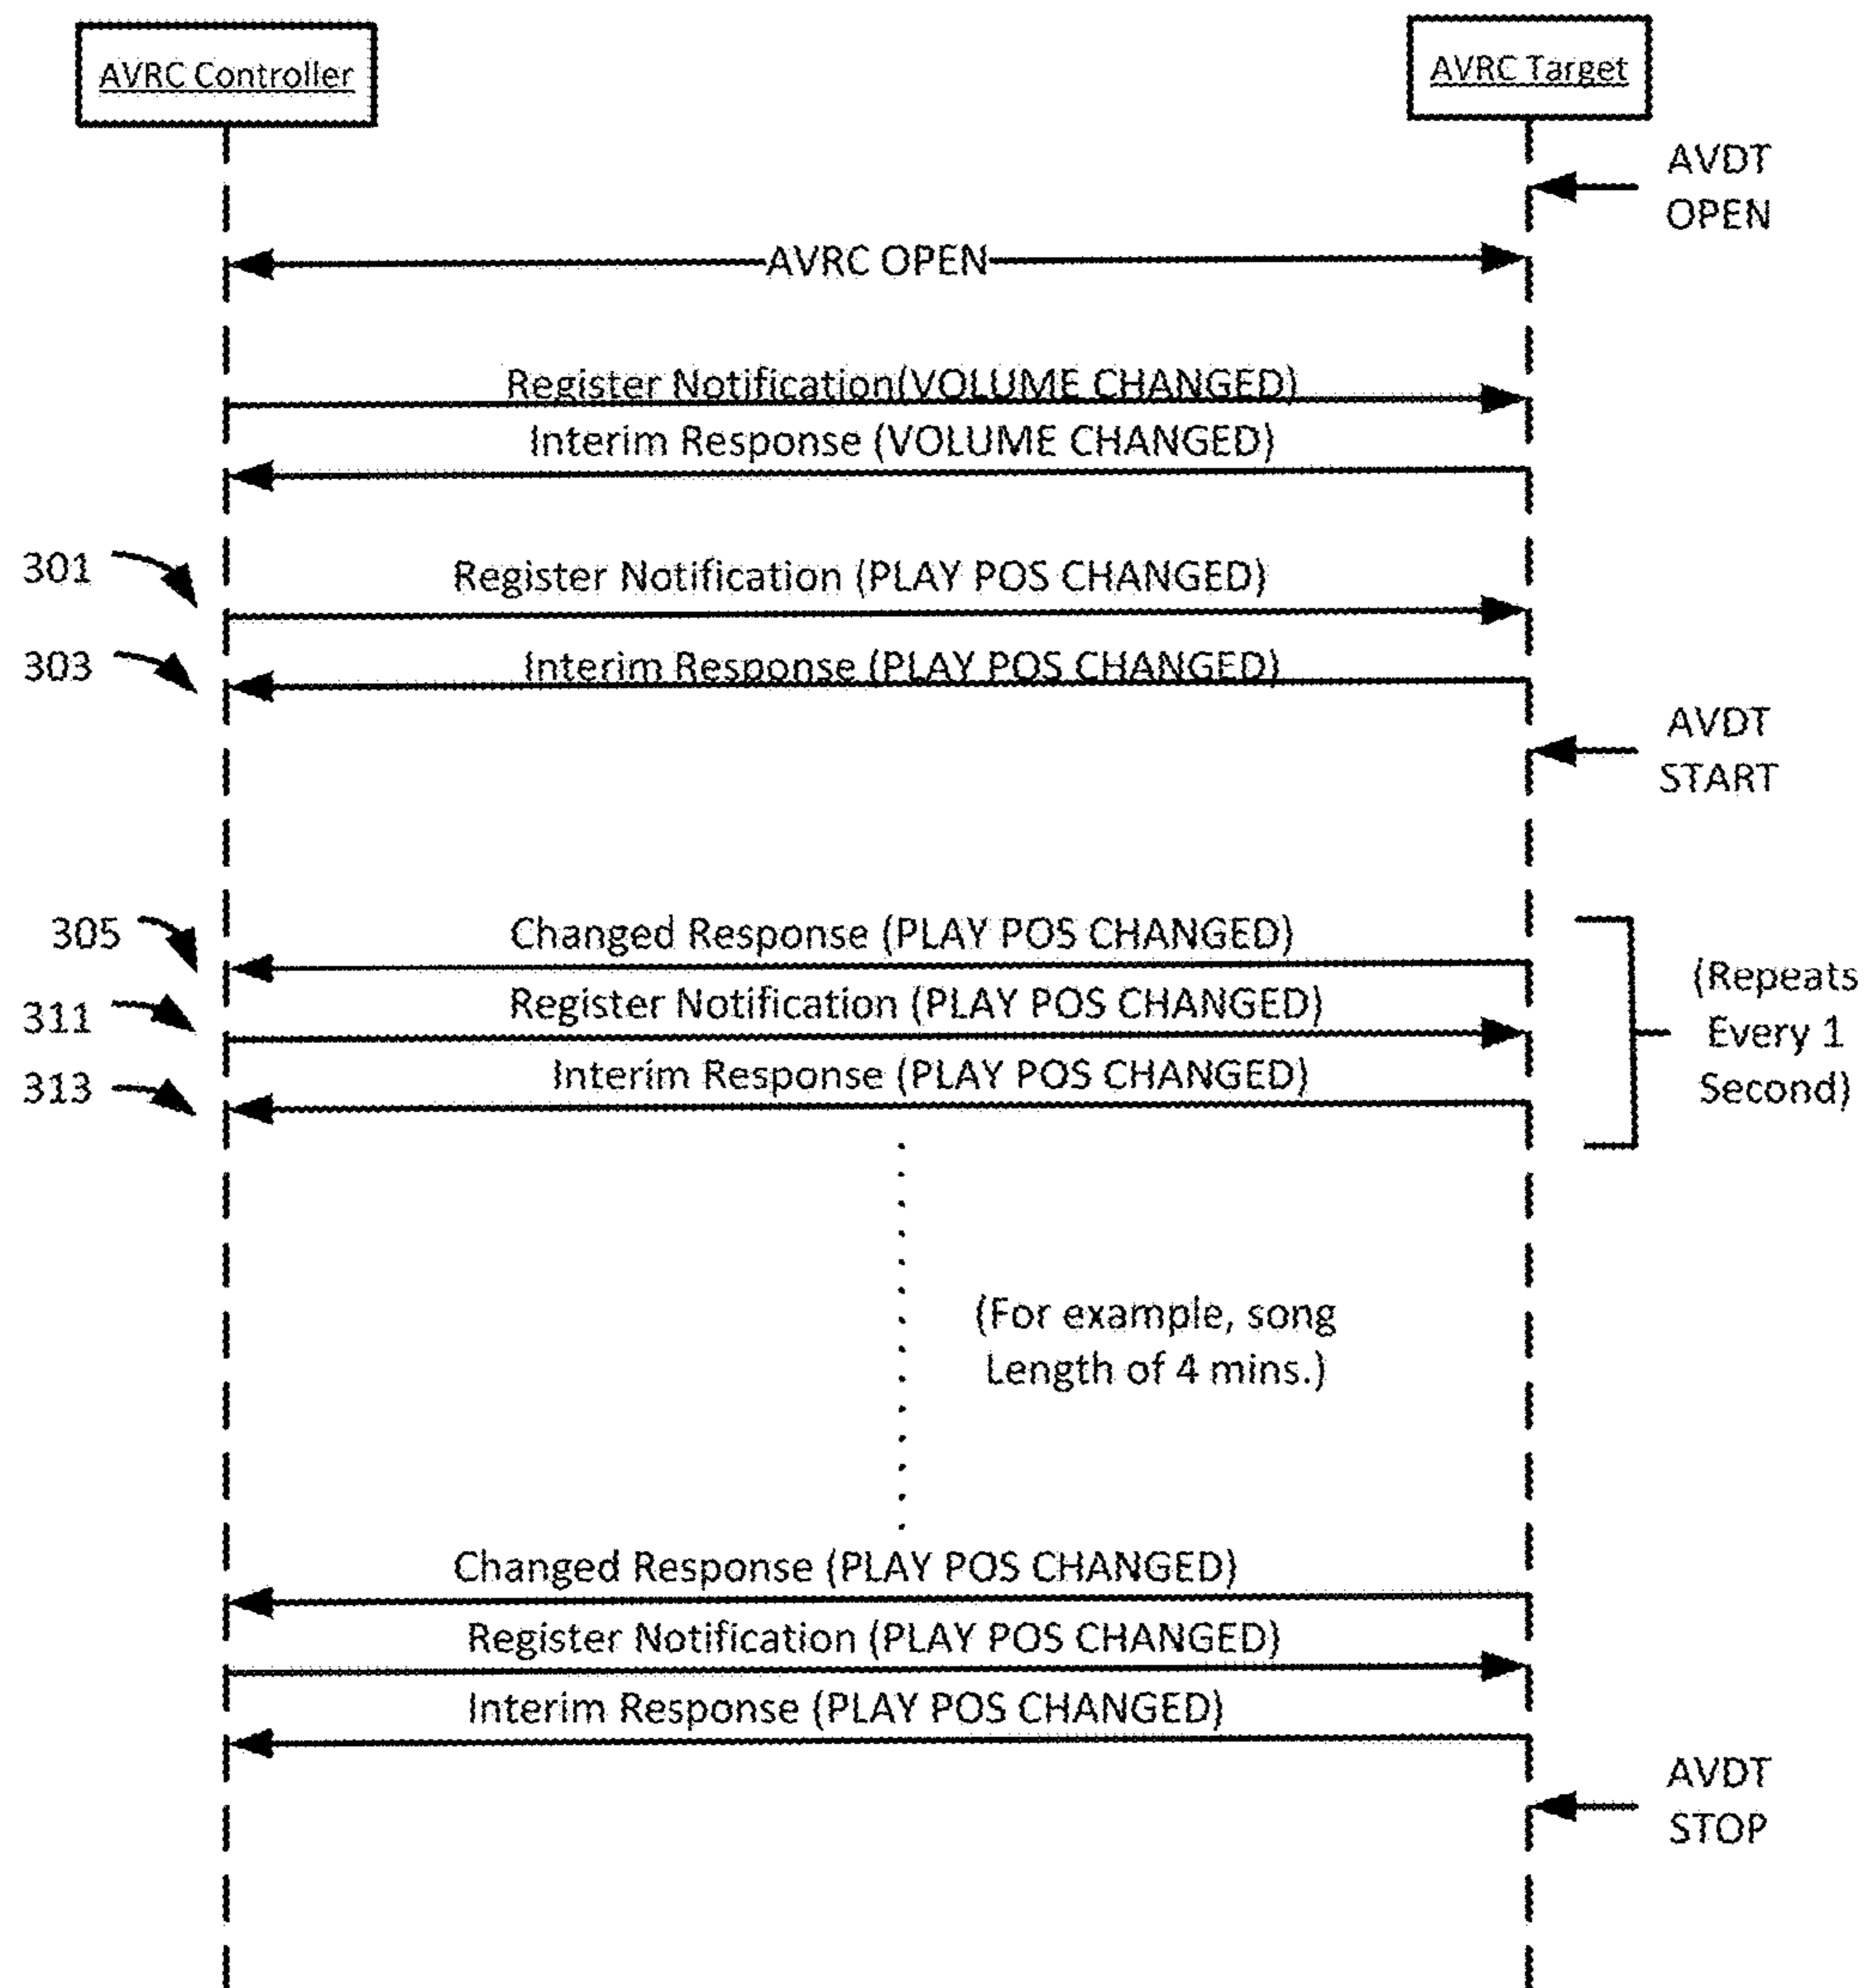 AVRC Controller
AVRC Target
AVDT
OPEN
AVRC OPEN
Register Notification(VOLUME CHANGED)
Interim Response (VOLUME CHANGED)
301
Register Notification (PLAY POS CHANGED)
303
Interim Response (PLAY POS CHANGED)
AVDT
START
305
Changed Response (PLAY POS CHANGED)
311
Register Notification (PLAY POS CHANGED)
313
Interim Response (PLAY POS CHANGED)
(Repeats
Every 1
Second)
(For example, song
Length of 4 mins.)
Changed Response (PLAY POS CHANGED)
Register Notification (PLAY POS CHANGED)
Interim Response (PLAY POS CHANGED)
AVDT
STOP